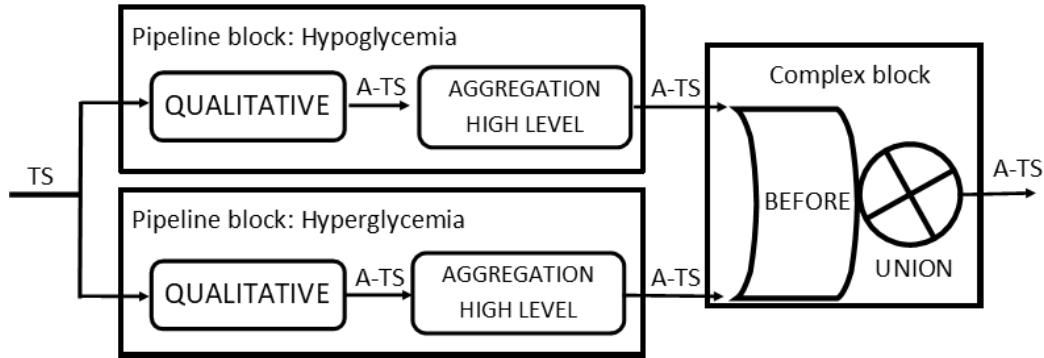 Pipeline block: Hypoglycemia
QUALITATIVE
A-TS
AGGREGATION
HIGH LEVEL
A-TS
TS
Pipeline block: Hyperglycemia
QUALITATIVE
A-TS
AGGREGATION
HIGH LEVEL
A-TS
Complex block
BEFORE
UNION
A-TS